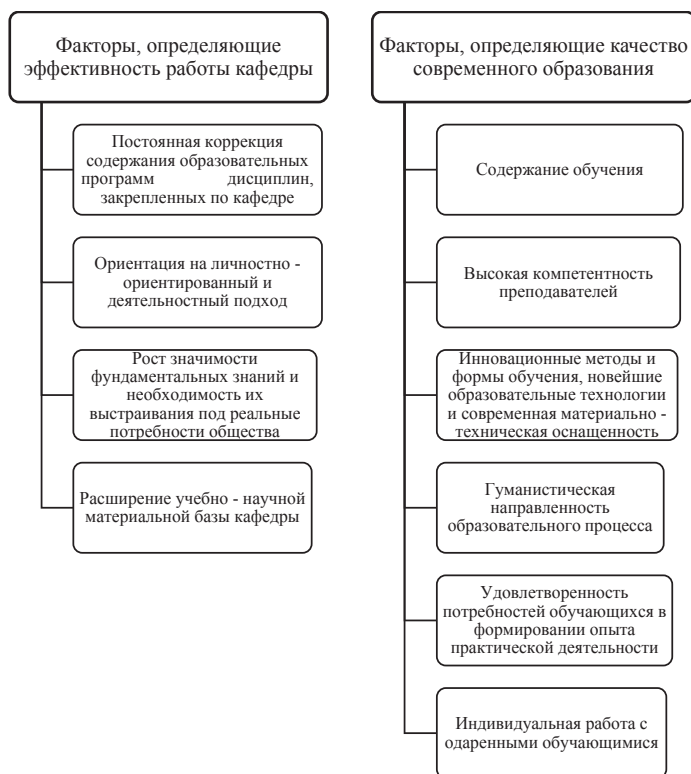 Факторы, определяющие
эффективность работы кафедры
Постоянная коррекция
содержания образовательных
программ дисциплин,
закрепленных по кафедре
Ориентация на личностно -
ориентированный и
деятельностный подход
Рост значимости
фундаментальных знаний и
необходимость их
выстраивания под реальные
потребности общества
Расширение учебно - научной
материальной базы кафедры
Факторы, определяющие качество
современного образования
Содержание обучения
Высокая компетентность
преподавателей
Инновационные методы и
формы обучения, новейшие
образовательные технологии
и современная материально -
техническая оснащенность
Гуманистическая
направленность
образовательного процесса
Удовлетворенность
потребностей обучающихся в
формировании опыта
практической деятельности
Индивидуальная работа с
одаренными обучающимися